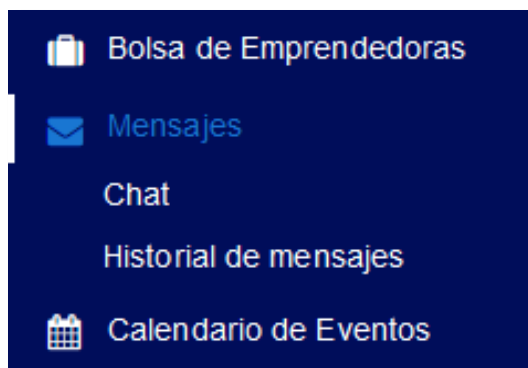 Bolsa de Emprendedoras
Mensajes
Chat
Historial de mensajes
Calendario de Eventos